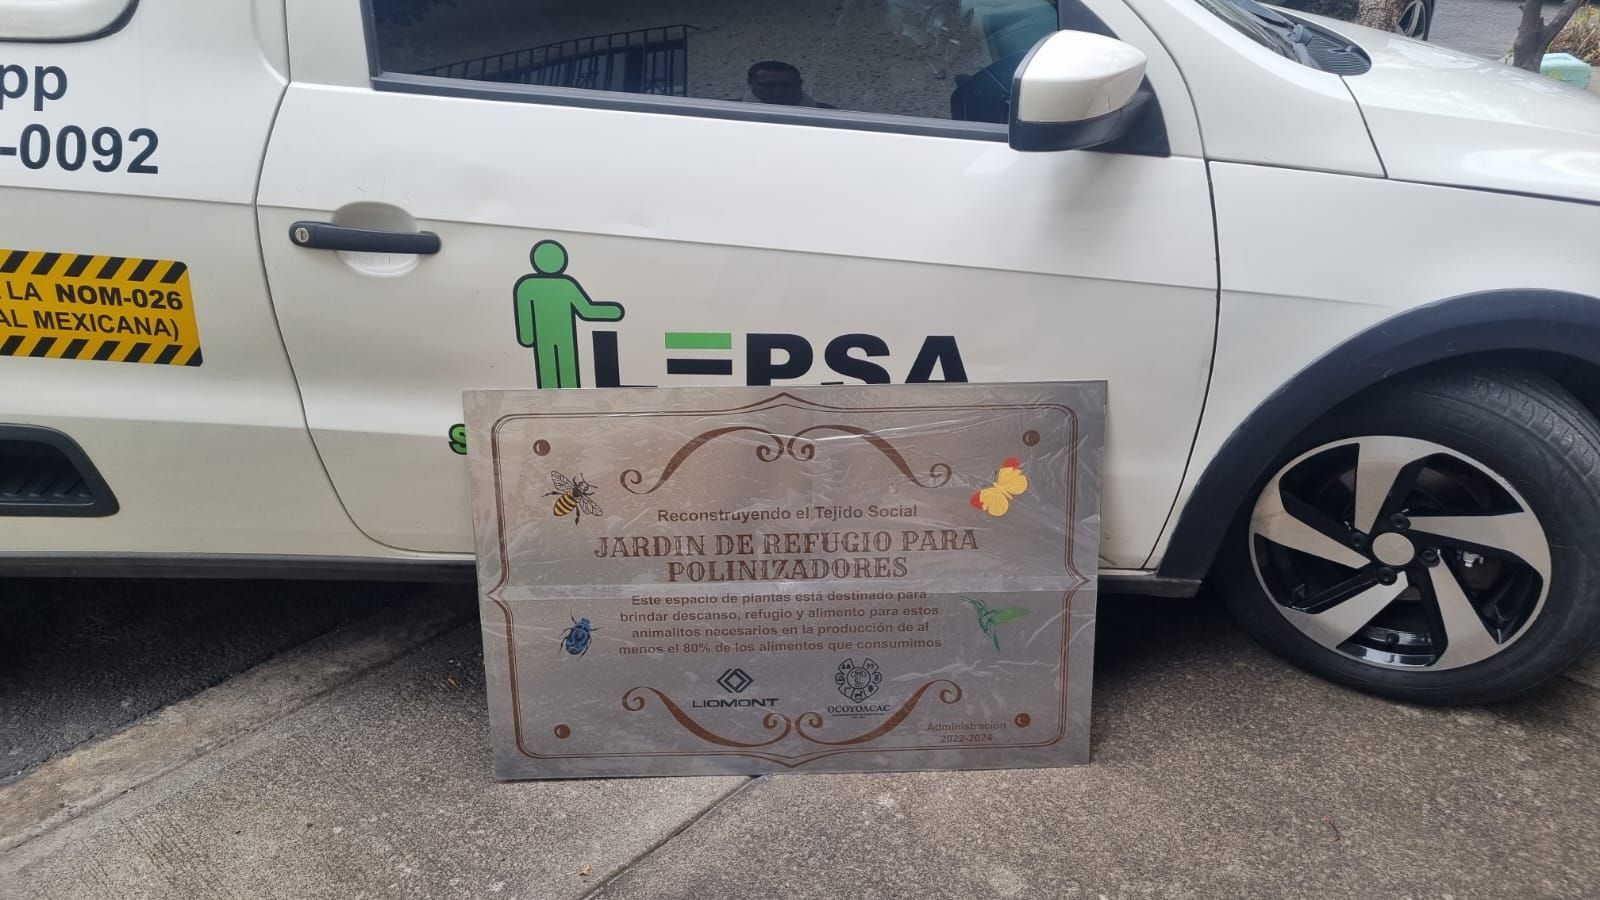 pp
-0092
LA NOM-026
AL MEXICANA)
LEPSA
S
Reconstruyendo el Tejido Social
JARDIN DE REFUGIO PARA
POLINIZADORES
Este espacio de plantas está destinado para
brindar descanso, refugio y alimento para estos
animalitos necesarios en la producción de al
menos el 80% de los alimentos que consumimos
LIOMONT
OCOYOACAC
Administración
2022-2024